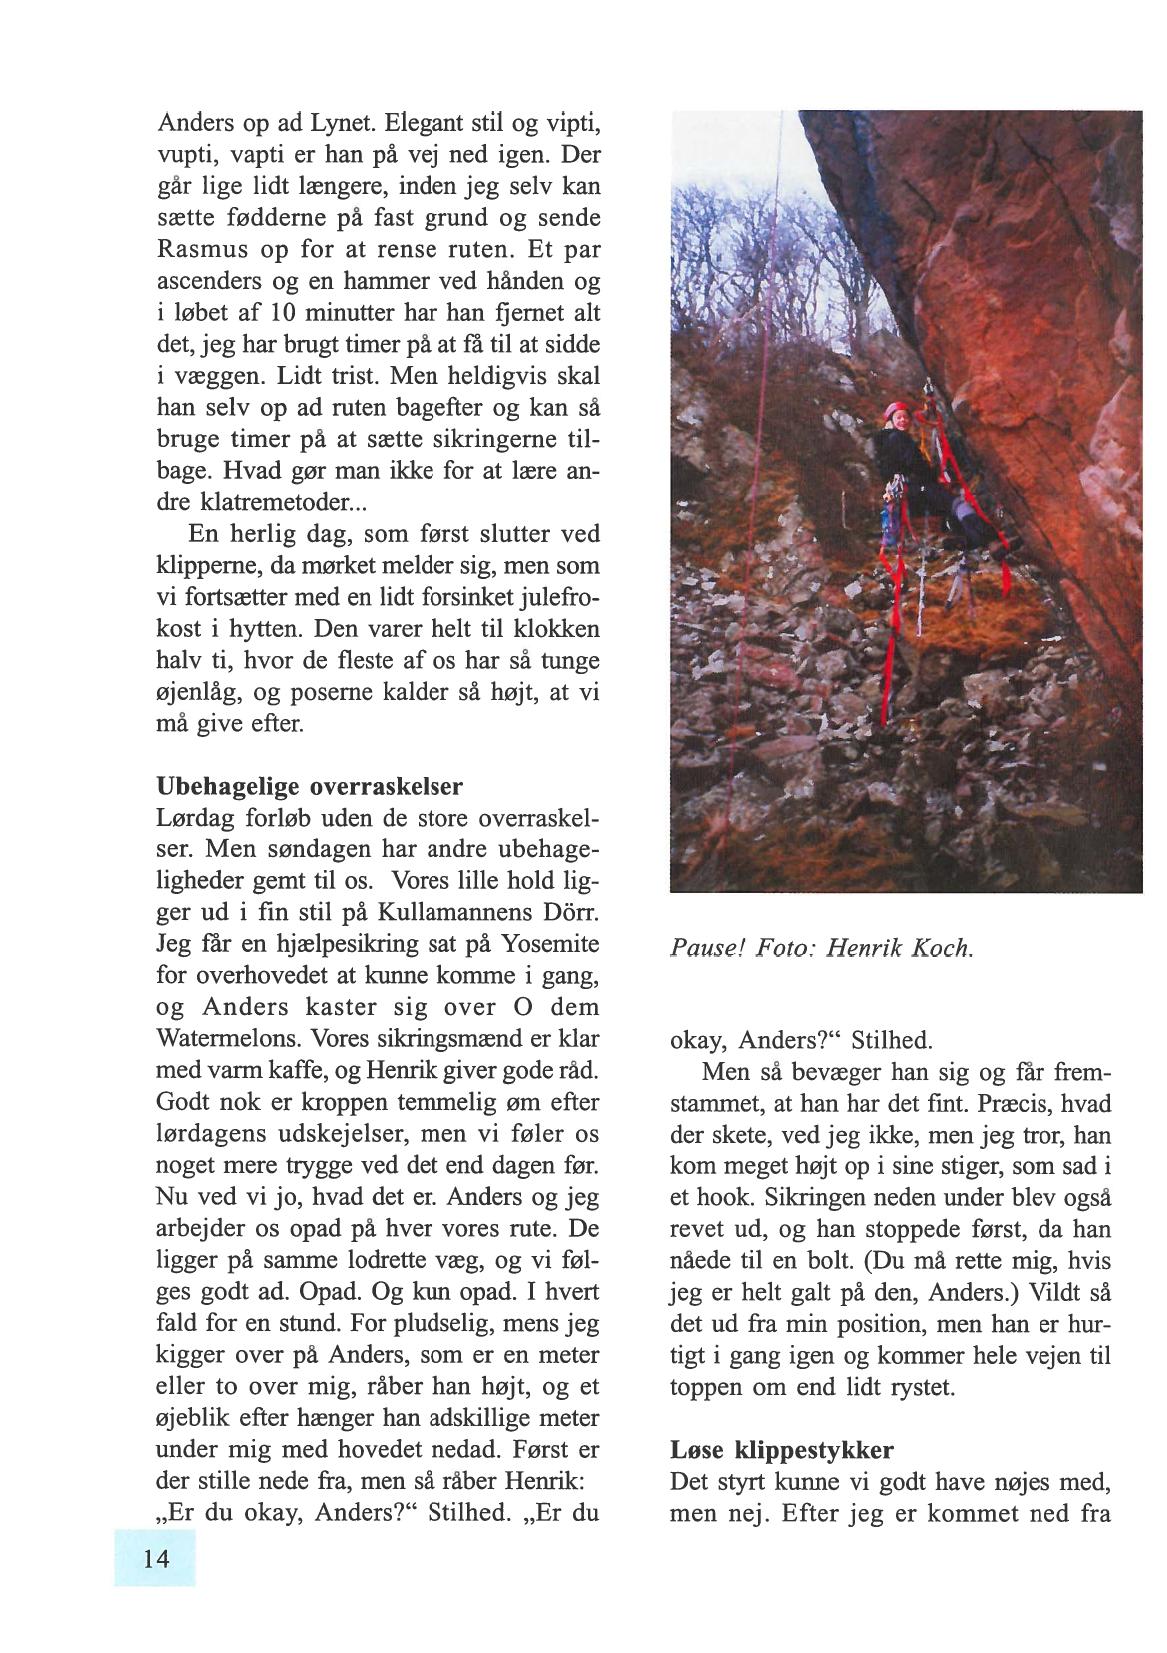 Anders op ad Lynet. Elegant stil og vipti,
vupti, vapti er han på vej ned igen. Der
går lige lidt længere, inden jeg selv kan
sætte fødderne på fast grund og sende
Rasmus op for at rense ruten. Et par
ascenders og en hammer ved hånden og
i løbet af 10 minutter har han fjernet alt
det, jeg har brugt timer på at få til at sidde
i væggen. Lidt trist. Men heldigvis skal
han selv op ad ruten bagefter og kan så
bruge timer på at sætte sikringerne til-
bage. Hvad gør man ikke for at lære an-
dre klatremetoder...
En herlig dag, som først slutter ved
klipperne, da mørket melder sig, men som
vi fortsætter med en lidt forsinket julefro-
kost i hytten. Den varer helt til klokken
halv ti, hvor de fleste af os har så tunge
øjenlåg, og poserne kalder så højt, at vi
må give efter.
Ubehagelige overraskelser
Lørdag forløb uden de store overraskel-
ser. Men søndagen har andre ubehage-
ligheder gemt til os. Vores lille hold lig-
ger ud i fin stil på Kullamannens Dörr.
Jeg får en hjælpesikring sat på Yosemite
for overhovedet at kunne komme i gang,
og Anders kaster sig over O dem
Watermelons. Vores sikringsmænd er klar
med varm kaffe, og Henrik giver gode råd.
Godt nok er kroppen temmelig øm efter
lørdagens udskejelser, men vi føler os
noget mere trygge ved det end dagen før.
Nu ved vi jo, hvad det er. Anders og jeg
arbejder os opad på hver vores rute. De
ligger på samme lodrette væg, og vi føl-
ges godt ad. Opad. Og kun opad. I hvert
fald for en stund. For pludselig, mens jeg
kigger over på Anders, som er en meter
eller to over mig, råber han højt, og et
øjeblik efter hænger han adskillige meter
under mig med hovedet nedad. Først er
der stille nede fra, men så råber Henrik:
„Er du okay, Anders?“ Stilhed. „Er du
14
Pause! Foto: Henrik Koch.
okay, Anders?“ Stilhed.
Men så bevæger han sig og får frem-
stammet, at han har det fint. Præcis, hvad
der skete, ved jeg ikke, men jeg tror, han
kom meget højt op i sine stiger, som sad i
et hook. Sikringen neden under blev også
revet ud, og han stoppede først, da han
nåede til en bolt. (Du må rette mig, hvis
jeg er helt galt på den, Anders.) Vildt så
det ud fra min position, men han er hur-
tigt i gang igen og kommer hele vejen til
toppen om end lidt rystet.
Løse klippestykker
Det styrt kunne vi godt have nøjes med,
men nej. Efter jeg er kommet ned fra